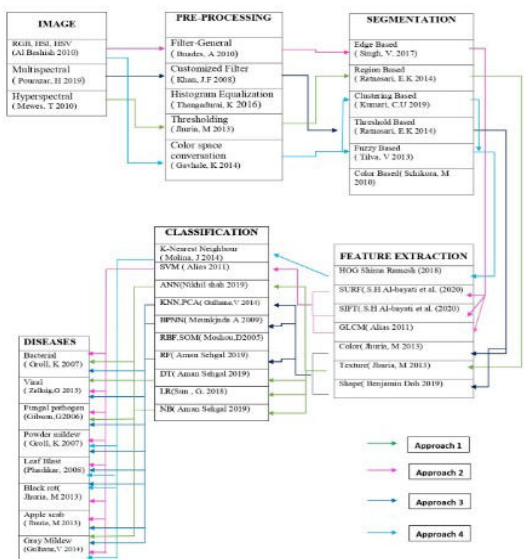 IMAGE
RGB, HSI, HSV
(Al Bashish 2010)
Multispectral
( Pourazar, H 2019)
Hyperspectral
( Mewes, T 2010)
PRE-PROCESSING
Filter-General
( Buades, A 2010)
Customized Filter
( Khan, J.F 2008)
Histogram Equalization
( Thangadurai, K 2016)
Thresholding
( Jhuria, M 2013)
Color space
conversation
( Gavhale, K 2014)
SEGMENTATION
Edge Based
( Singh, V. 2017)
Region Based
( Ratnasari, E.K 2014)
Clustering Based
( Kumari, C.U 2019)
Threshold Based
( Ratnasari, E.K 2014)
Fuzzy Based
( Tilva, V 2013)
Color Based( Schikora, M
2010)
CLASSIFICATION
K-Nearest Neighbour
( Molina, J 2014)
SVM ( Alias 2011)
ANN(Nikhil shah 2019)
KNN,PCA( Gulhana,V 2014)
BPNN( Meunkjnda A 2009)
RBF,SOM( Moshou,D2005)
RF( Aman Sehgal 2019)
DT( Aman Sehgal 2019)
LR(Sun , G. 2018)
NB( Aman Sehgal 2019)
FEATURE EXTRACTION
HOG Shima Ramesh (2018)
SURF( S.H Al-bayati et al. (2020)
SIFT( S.H Al-bayati et al. (2020)
GLCM( Alias 2011)
Color( Jhuria, M 2013)
Texture( Jhuria, M 2013)
Shape( Benjamin Doh 2019)
DISEASES
Bacterial
( Groll, K 2007)
Viral
( Zellnig,G 2013)
Fungal pathogen
(Gibson,G2006)
Powder mildew
( Groll, K 2007)
Leaf Blast
(Phadikar, 2008)
Black rot(
Jhuria, M 2013)
Apple scab
( Jhuria, M 2013)
Gray Mildew
(Gulhana,V 2014)
Approach 1
Approach 2
Approach 3
Approach 4